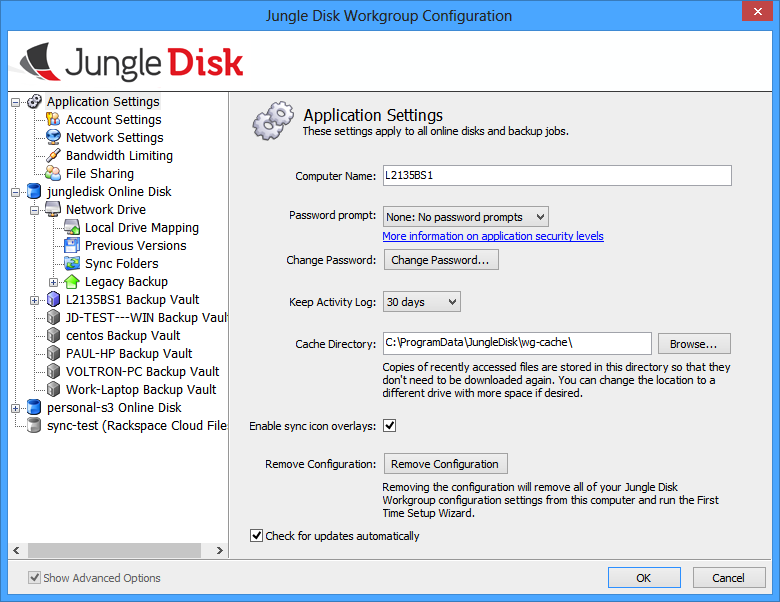 Jungle Disk Workgroup Configuration
Jungle Disk
Application Settings
Account Settings
Network Settings
Bandwidth Limiting
File Sharing
jungledisk Online Disk
Network Drive
Local Drive Mapping
Previous Versions
Sync Folders
Legacy Backup
L2135BS1 Backup Vault
JD-TEST---WIN Backup Vaul
centos Backup Vault
PAUL-HP Backup Vault
VOLTRON-PC Backup Vault
Work-Laptop Backup Vault
personal-s3 Online Disk
sync-test (Rackspace Cloud File
Application Settings
These settings apply to all online disks and backup jobs.
Computer Name: L2135BS1
Password prompt: None: No password prompts
More information on application security levels
Change Password: Change Password...
Keep Activity Log: 30 days
Cache Directory: C:\ProgramData\JungleDisk\wg-cache\ Browse...
Copies of recently accessed files are stored in this directory so that they
don't need to be downloaded again. You can change the location to a
different drive with more space if desired.
Enable sync icon overlays:
Remove Configuration: Remove Configuration
Removing the configuration will remove all of your Jungle Disk
Workgroup configuration settings from this computer and run the First
Time Setup Wizard.
Check for updates automatically
Show Advanced Options
OK Cancel